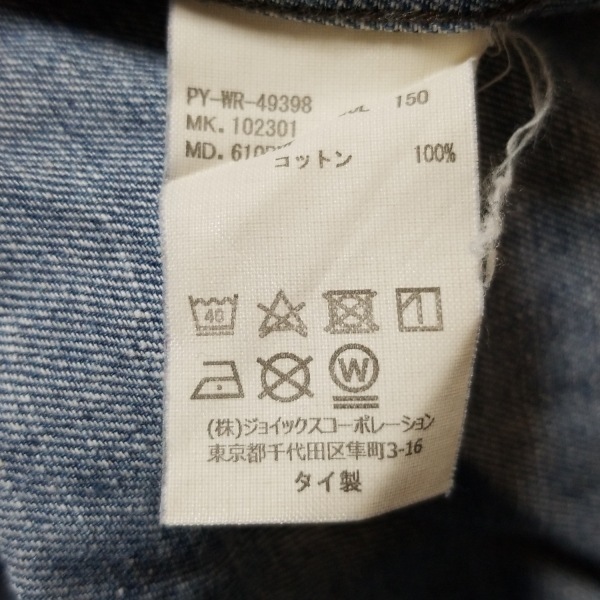 PY-WR-49398 150
MK.102301
MD.610
コットン 100%
40
W
(株)ジョイックスコーポレーション
東京都千代田区隼町3-16
タイ製